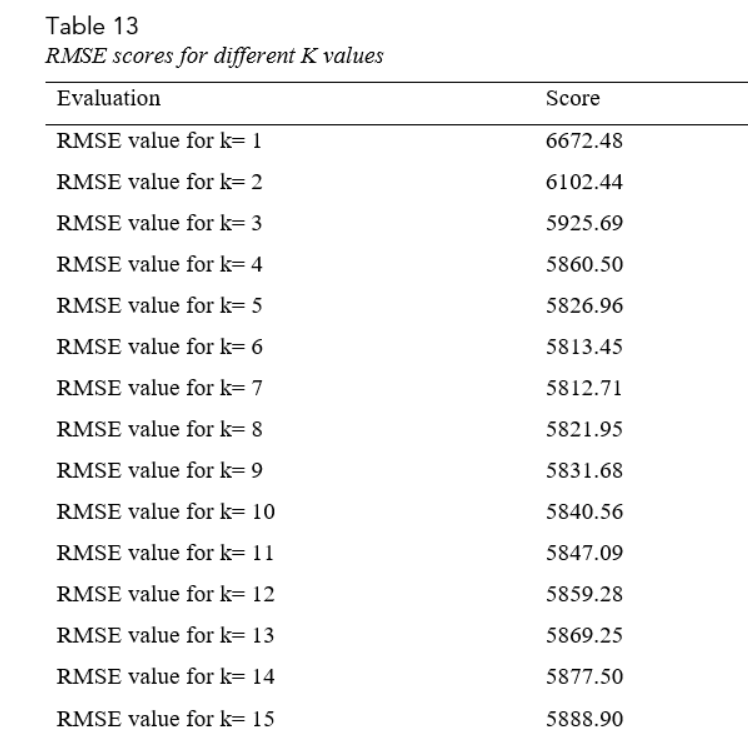 Table 13
RMSE scores for different K values
Evaluation Score
RMSE value for k= 1 6672.48
RMSE value for k= 2 6102.44
RMSE value for k= 3 5925.69
RMSE value for k= 4 5860.50
RMSE value for k= 5 5826.96
RMSE value for k= 6 5813.45
RMSE value for k= 7 5812.71
RMSE value for k= 8 5821.95
RMSE value for k= 9 5831.68
RMSE value for k= 10 5840.56
RMSE value for k= 11 5847.09
RMSE value for k= 12 5859.28
RMSE value for k= 13 5869.25
RMSE value for k= 14 5877.50
RMSE value for k= 15 5888.90